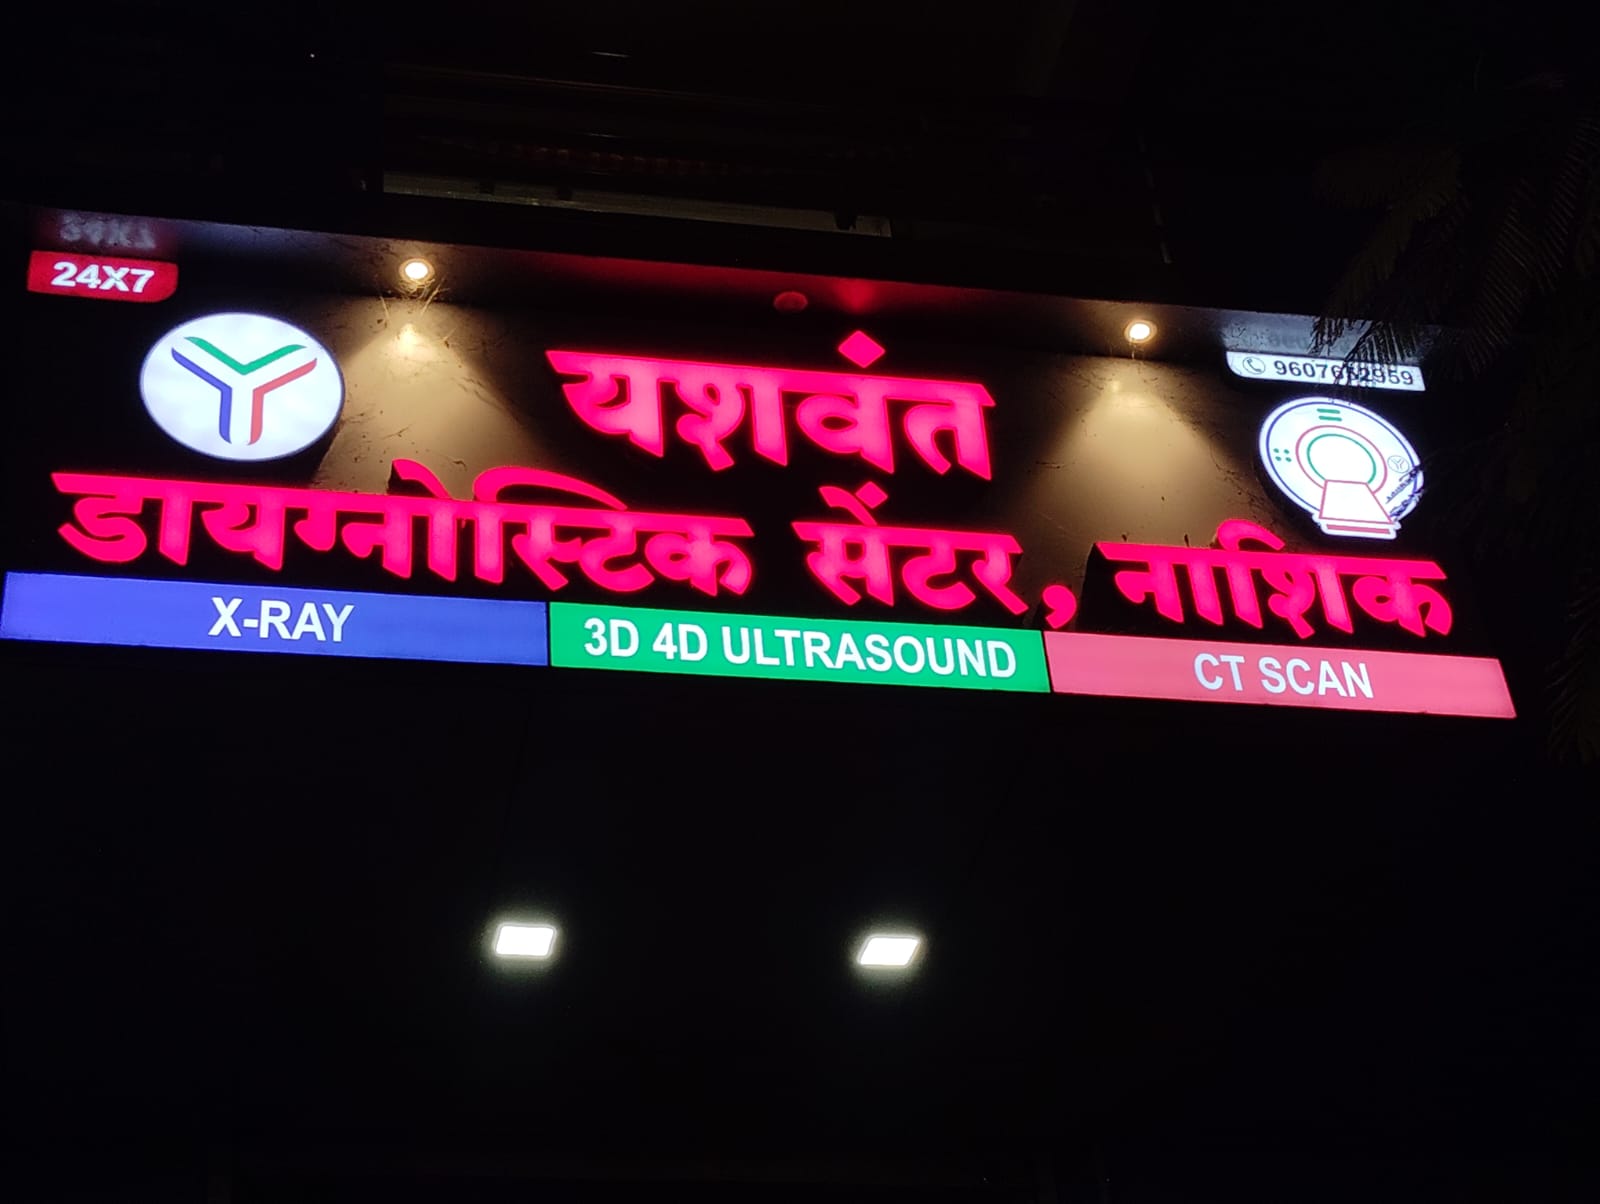 24X7
यशवंत
डायग्नोस्टिक सेंटर, नाशिक
X-RAY
3D 4D ULTRASOUND
CT SCAN